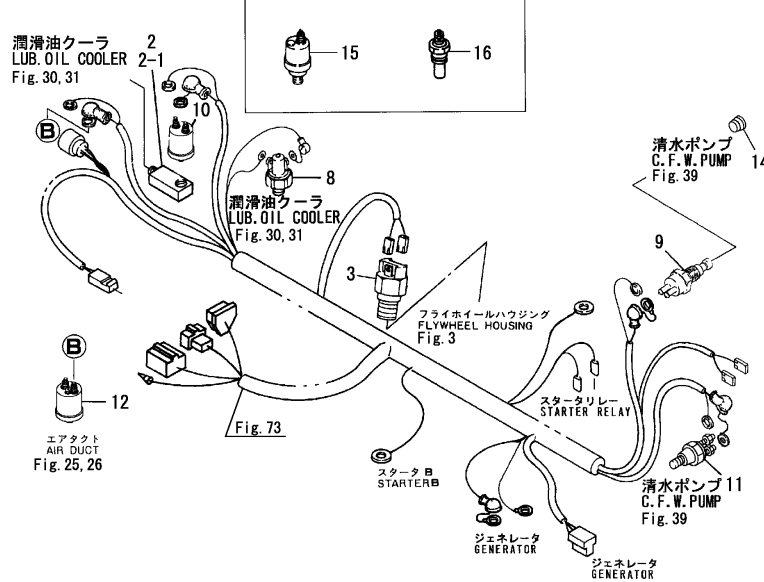 潤滑油クーラ
LUB.OIL COOLER
Fig.30,31
2
2-1
10
B
15
16
清水ポンプ
C.F.W.PUMP
Fig.39
14
8
潤滑油クーラ
LUB.OIL COOLER
Fig.30,31
9
3
フライホイールハウジング
FLYWHEEL HOUSING
Fig.3
B
12
エアタクト
AIR DUCT
Fig.25,26
Fig.73
スタータリレー
STARTER RELAY
スタータ B
STARTERB
11
清水ポンプ
C.F.W.PUMP
Fig.39
ジェネレータ
GENERATOR
ジェネレータ
GENERATOR